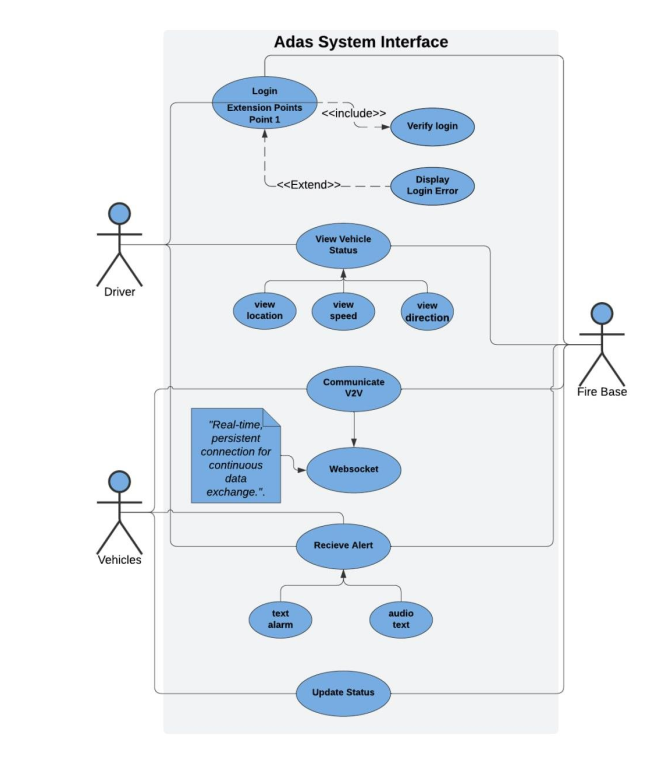 Adas System Interface
Login
Extension Points
Point 1
<<include>>
Verify login
Display
Login Error
<<Extend>>
View Vehicle
Status
Driver
view
location
view
speed
view
direction
Fire Base
Communicate
V2V
"Real-time,
persistent
connection for
continuous
data
exchange.".
Websocket
Vehicles
Recieve Alert
text
alarm
audio
text
Update Status